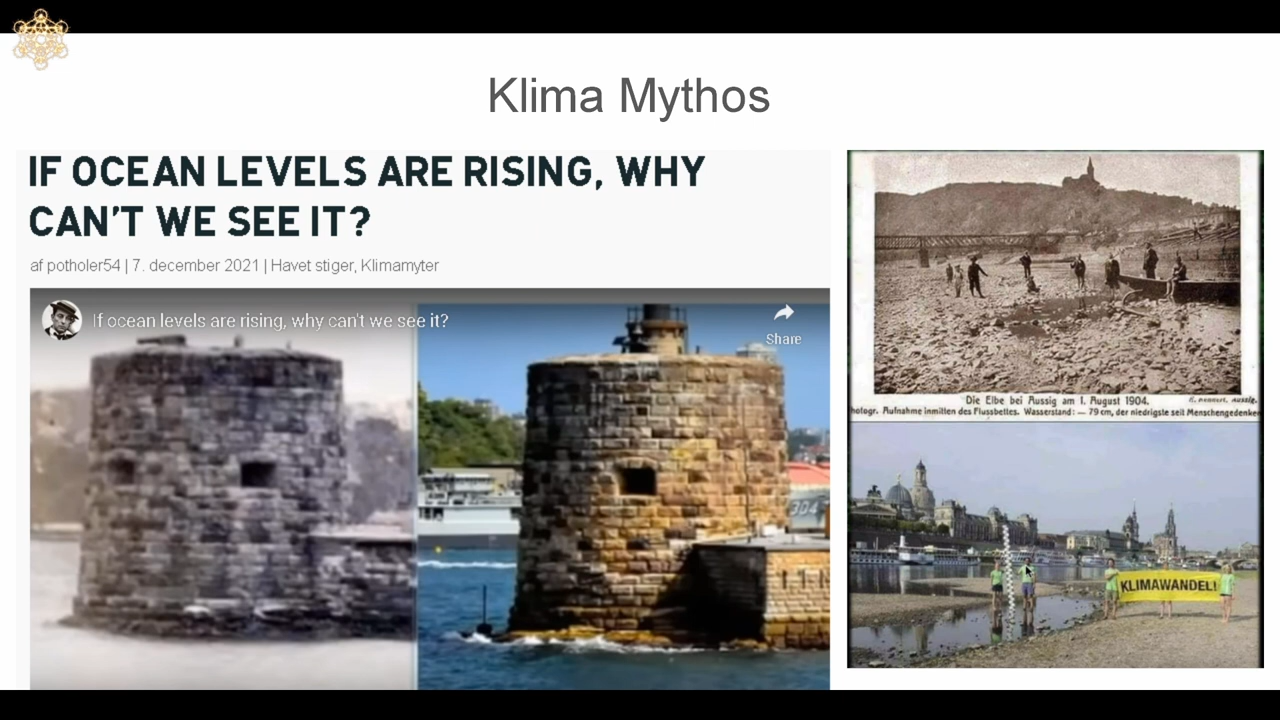 Klima Mythos
IF OCEAN LEVELS ARE RISING, WHY
CAN'T WE SEE IT?
af potholer54 | 7. december 2021 | Havet stiger, Klimamyter
If ocean levels are rising, why can't we see it?
Share
304
Die Elbe bei Aussig am 1. August 1904.
hotogr. Aufnahme inmitten des Flussbettes. Wasserstand: — 79 cm, der niedrigste seit Menschengedenken
KLIMAWANDEL!